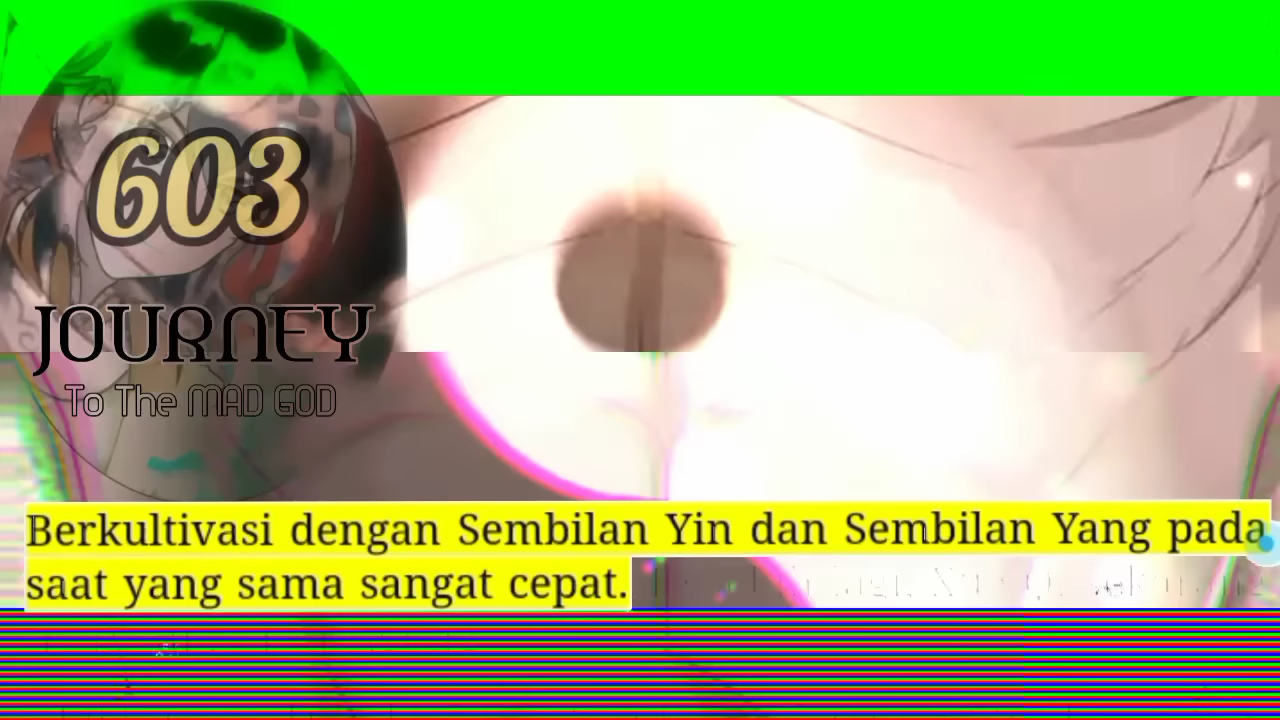 603
JOURNEY
To The MAD GOD
Berkultivasi dengan Sembilan Yin dan Sembilan Yang pada
saat yang sama sangat cepat.